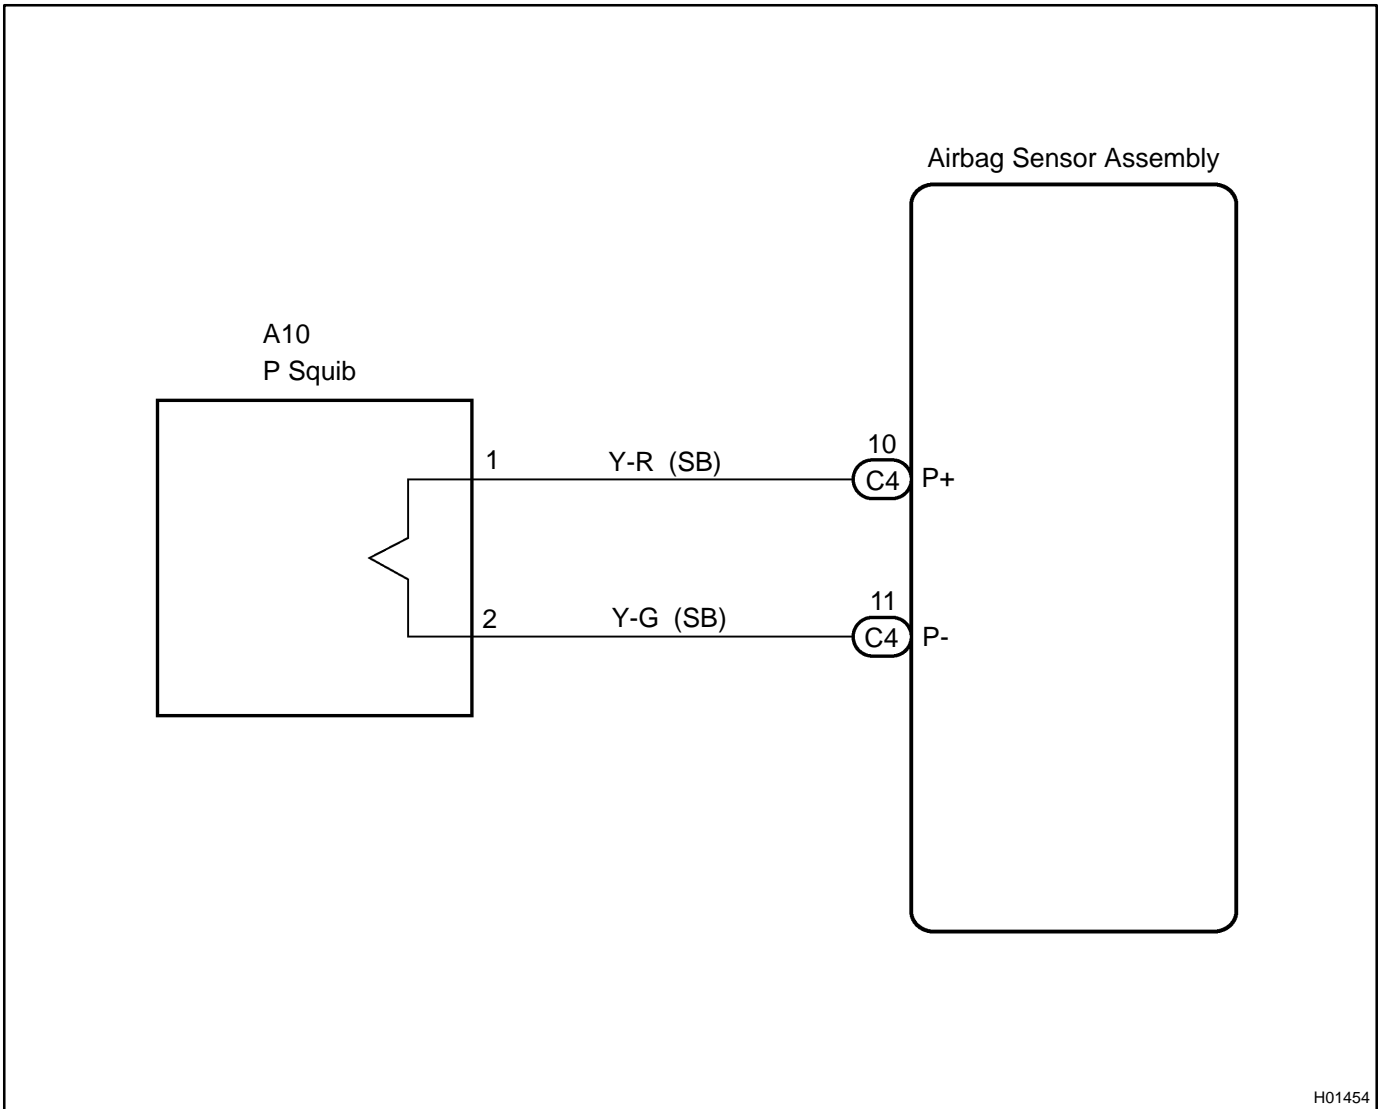 Airbag Sensor Assembly
A10
P Squib
1
Y-R (SB)
10
C4
P+
2
Y-G (SB)
11
C4
P-
H01454